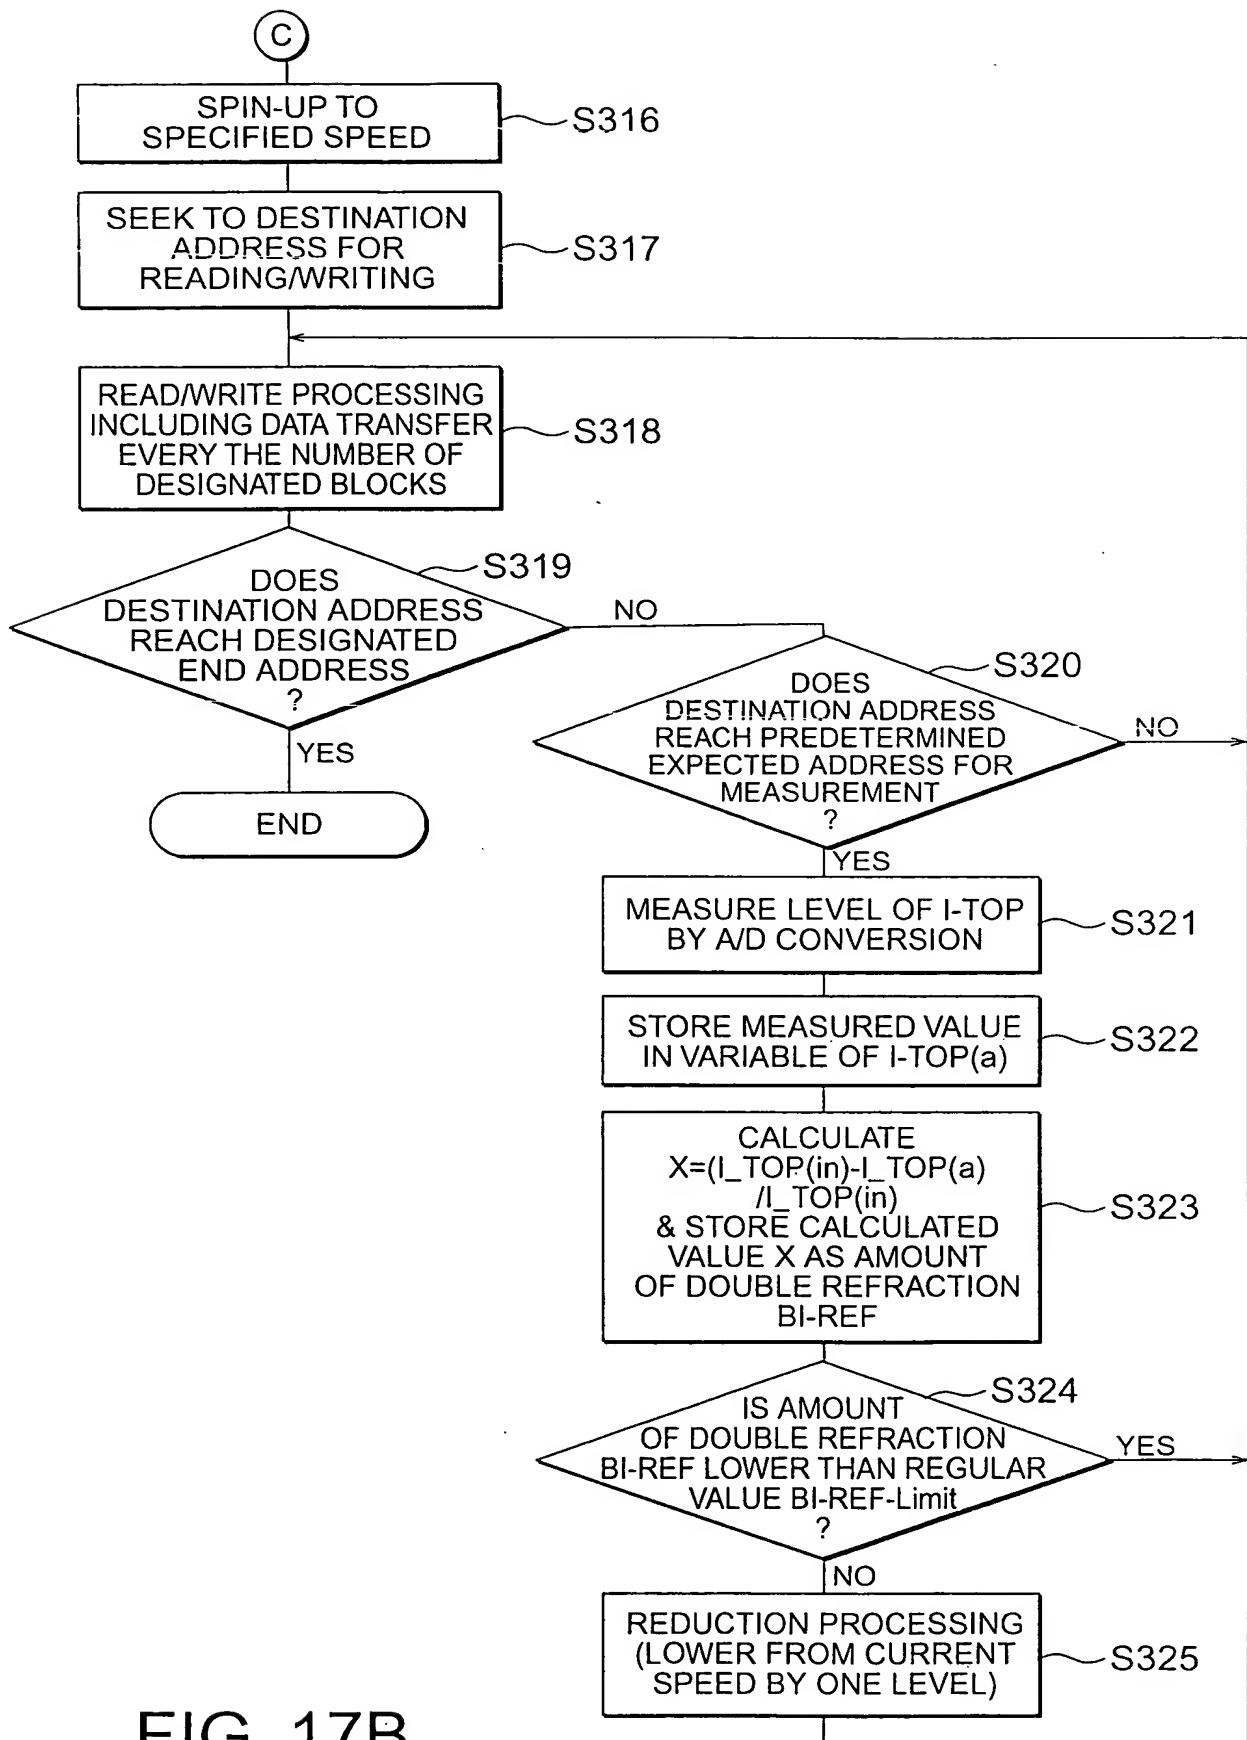 C
SPIN-UP TO
SPECIFIED SPEED
S316
SEEK TO DESTINATION
ADDRESS FOR
READING/WRITING
S317
READ/WRITE PROCESSING
INCLUDING DATA TRANSFER
EVERY THE NUMBER OF
DESIGNATED BLOCKS
S318
S319
DOES
DESTINATION ADDRESS
REACH DESIGNATED
END ADDRESS
?
NO
YES
END
S320
DOES
DESTINATION ADDRESS
REACH PREDETERMINED
EXPECTED ADDRESS FOR
MEASUREMENT
?
NO
YES
MEASURE LEVEL OF I-TOP
BY A/D CONVERSION
S321
STORE MEASURED VALUE
IN VARIABLE OF I-TOP(a)
S322
CALCULATE
X=(I_TOP(in)-I_TOP(a)
/I_TOP(in)
& STORE CALCULATED
VALUE X AS AMOUNT
OF DOUBLE REFRACTION
BI-REF
S323
S324
IS AMOUNT
OF DOUBLE REFRACTION
BI-REF LOWER THAN REGULAR
VALUE BI-REF-Limit
?
YES
NO
REDUCTION PROCESSING
(LOWER FROM CURRENT
SPEED BY ONE LEVEL)
S325
FIG. 17B